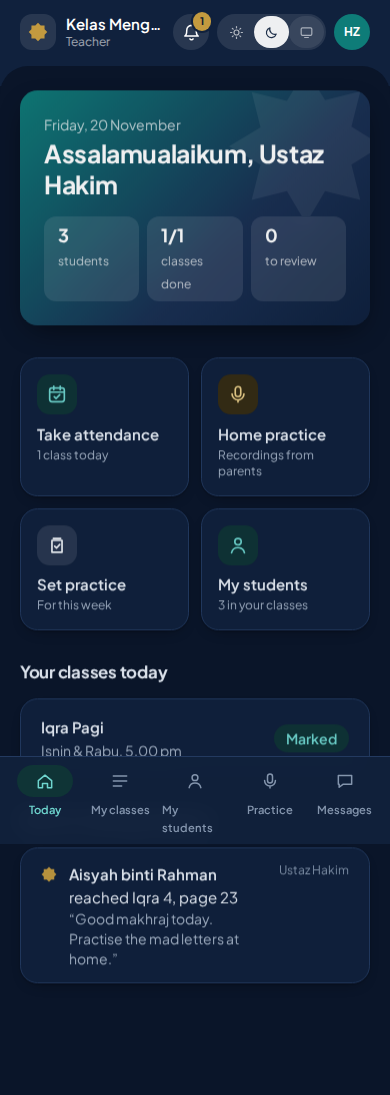 Kelas Meng…
Teacher
1
HZ
Friday, 20 November
Assalamualaikum, Ustaz
Hakim
3
students
1/1
classes
done
0
to review
Take attendance
1 class today
Home practice
Recordings from
parents
Set practice
For this week
My students
3 in your classes
Your classes today
Iqra Pagi
Isnin & Rabu, 5.00 pm
Marked
Today
My classes
My
students
Practice
Messages
Aisyah binti Rahman
reached Iqra 4, page 23
Ustaz Hakim
“Good makhraj today.
Practise the mad letters at
home.”